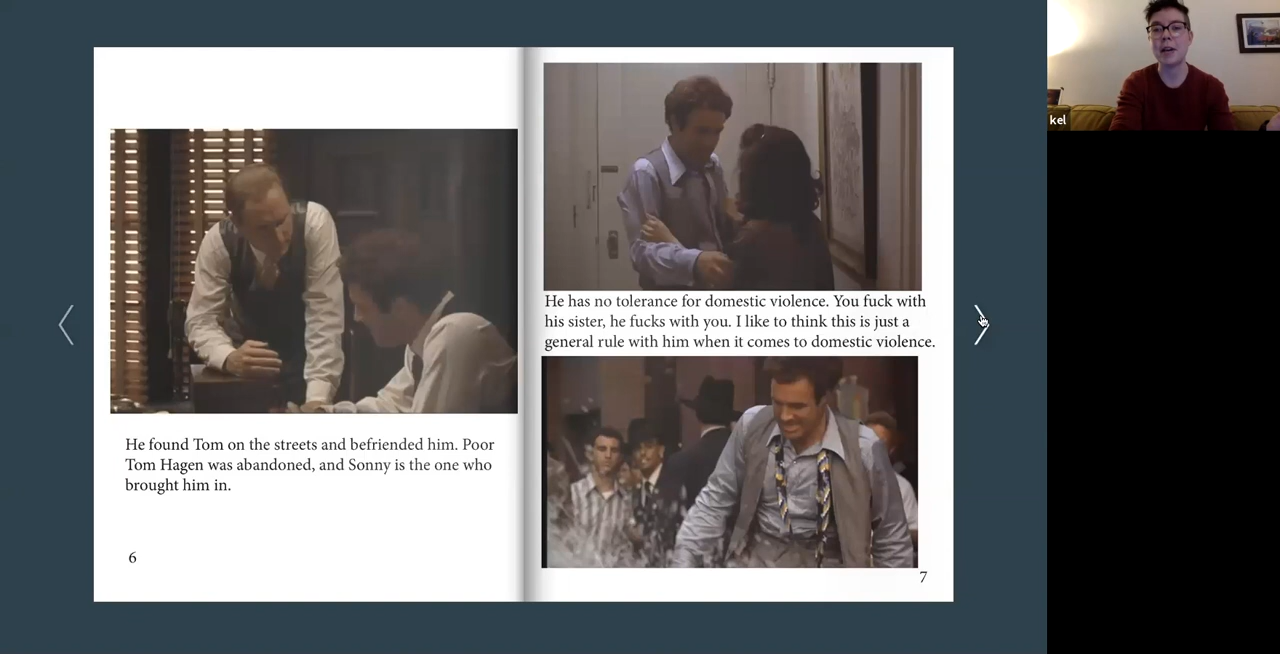 He found Tom on the streets and befriended him. Poor
Tom Hagen was abandoned, and Sonny is the one who
brought him in.
6
He has no tolerance for domestic violence. You fuck with
his sister, he fucks with you. I like to think this is just a
general rule with him when it comes to domestic violence.
7
kel